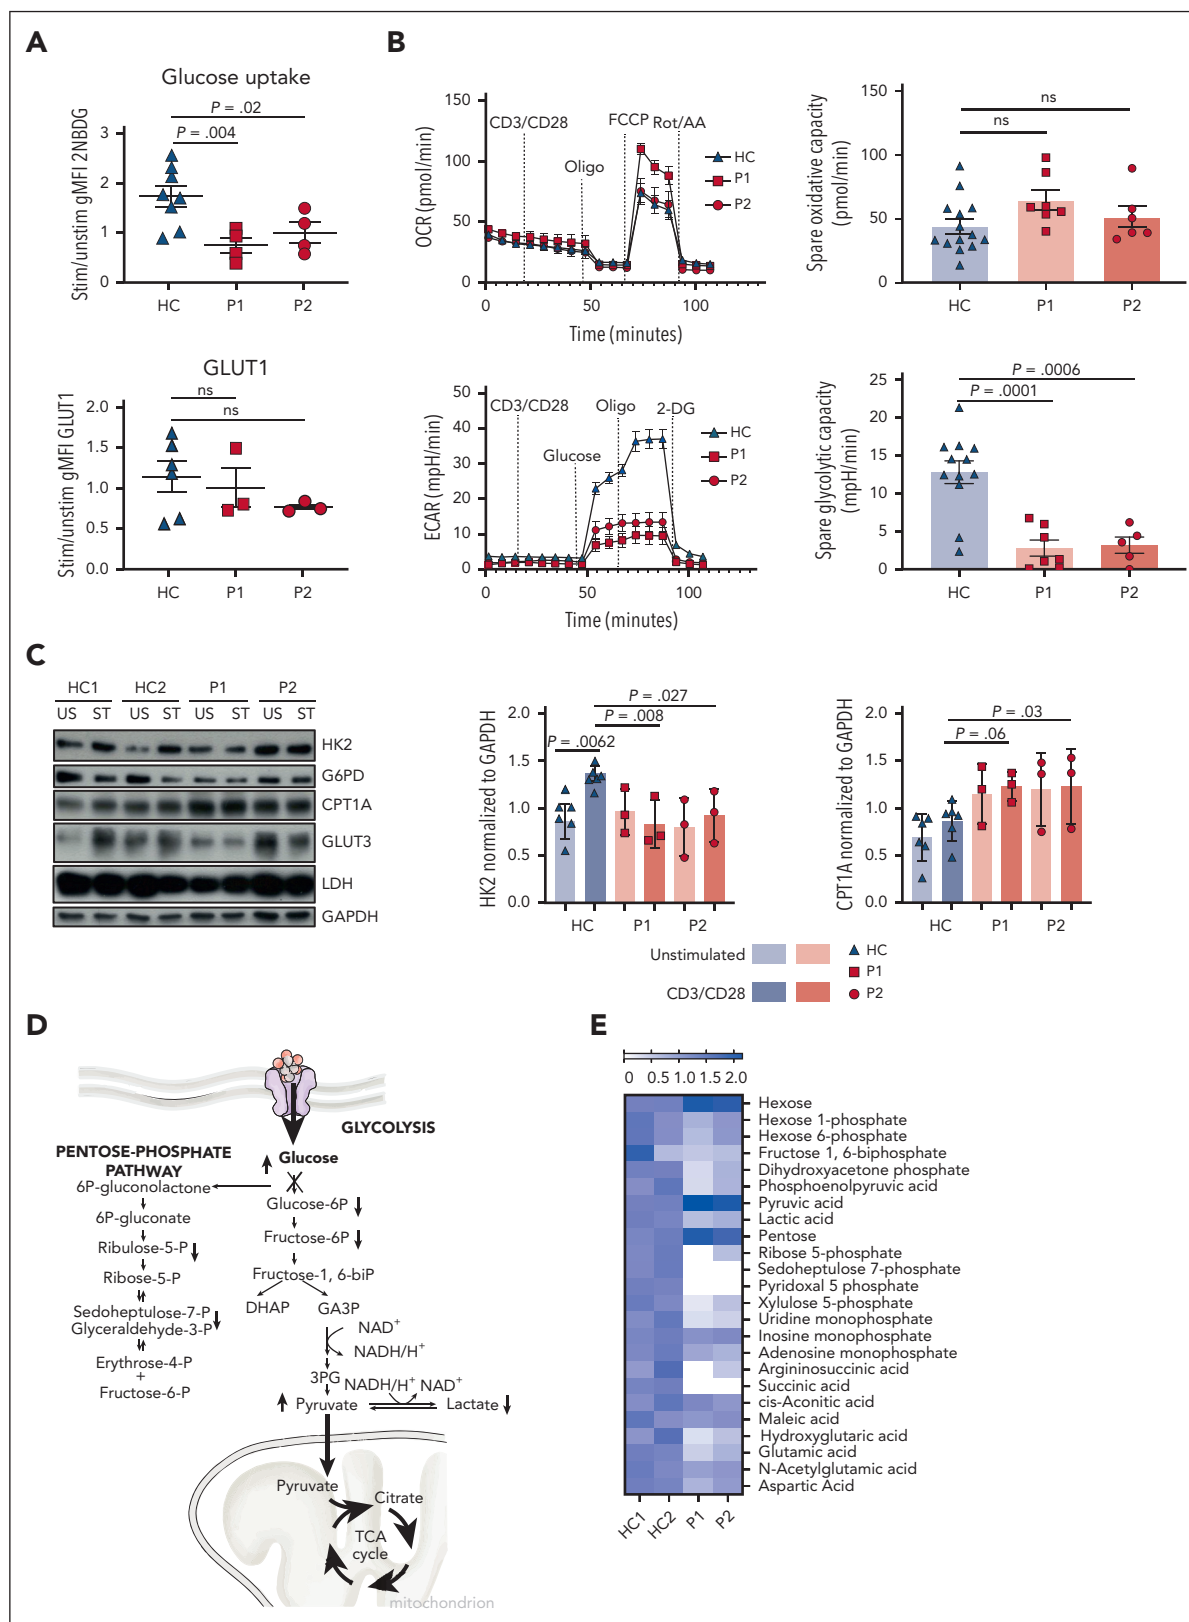 A
Glucose uptake
P = .02
P = .004
Stim/unstim gMFI 2NBDG
3
2
1
0
HC
P1
P2
GLUT1
ns
ns
Stim/unstim gMFI GLUT1
2.0
1.5
1.0
0.5
0.0
HC
P1
P2
B
OCR (pmol/min)
150
100
50
0
CD3/CD28
Oligo
FCCP
Rot/AA
HC
P1
P2
0
50
100
Time (minutes)
Spare oxidative capacity
(pmol/min)
150
100
50
0
ns
ns
HC
P1
P2
ECAR (mpH/min)
50
40
30
20
10
0
CD3/CD28
Glucose
Oligo
2-DG
HC
P1
P2
0
50
100
Time (minutes)
Spare glycolytic capacity
(mpH/min)
25
20
15
10
5
0
P = .0006
P = .0001
HC
P1
P2
C
HC1 HC2 P1 P2
US ST US ST US ST US ST
HK2
G6PD
CPT1A
GLUT3
LDH
GAPDH
HK2 normalized to GAPDH
2.0
1.5
1.0
0.5
0.0
P = .027
P = .008
P = .0062
HC
P1
P2
CPT1A normalized to GAPDH
2.0
1.5
1.0
0.5
0.0
P = .03
P = .06
HC
P1
P2
Unstimulated
CD3/CD28
HC
P1
P2
D
GLYCOLYSIS
PENTOSE-PHOSPHATE
PATHWAY
Glucose
6P-gluconolactone
Glucose-6P
6P-gluconate
Fructose-6P
Ribulose-5-P
Fructose-1, 6-biP
Ribose-5-P
DHAP
GA3P
Sedoheptulose-7-P
Glyceraldehyde-3-P
NAD+
NADH/H+
Erythrose-4-P
+
Fructose-6-P
3PG
NADH/H+ NAD+
Pyruvate
Lactate
Pyruvate
Citrate
TCA
cycle
mitochondrion
E
0 0.5 1.0 1.5 2.0
Hexose
Hexose 1-phosphate
Hexose 6-phosphate
Fructose 1, 6-biphosphate
Dihydroxyacetone phosphate
Phosphoenolpyruvic acid
Pyruvic acid
Lactic acid
Pentose
Ribose 5-phosphate
Sedoheptulose 7-phosphate
Pyridoxal 5 phosphate
Xylulose 5-phosphate
Uridine monophosphate
Inosine monophosphate
Adenosine monophosphate
Argininosuccinic acid
Succinic acid
cis-Aconitic acid
Maleic acid
Hydroxyglutaric acid
Glutamic acid
N-Acetylglutamic acid
Aspartic Acid
HC1
HC2
P1
P2